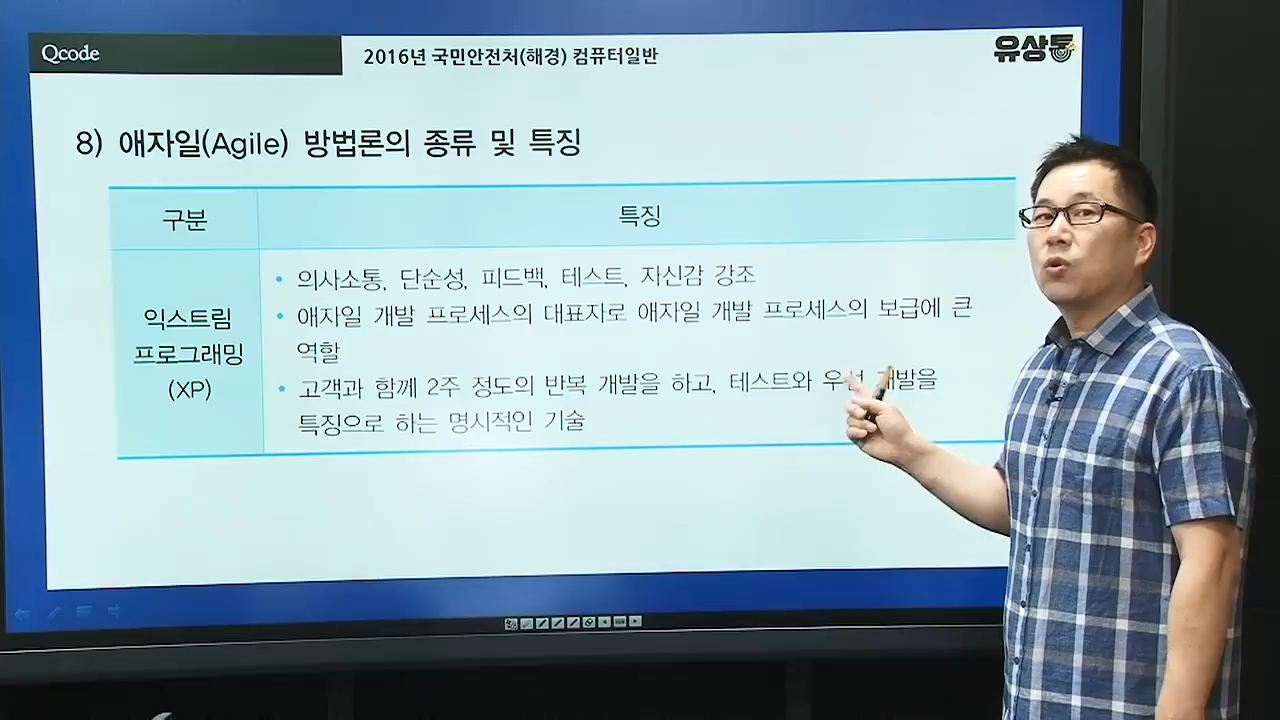 Qcode
2016년 국민안전처(해경) 컴퓨터일반
유상통
8) 애자일(Agile) 방법론의 종류 및 특징
구분
특징
익스트림
프로그래밍
(XP)
• 의사소통, 단순성, 피드백, 테스트, 자신감 강조
• 애자일 개발 프로세스의 대표자로 애자일 개발 프로세스의 보급에 큰
역할
• 고객과 함께 2주 정도의 반복 개발을 하고, 테스트와 우선 개발을
특징으로 하는 명시적인 기술